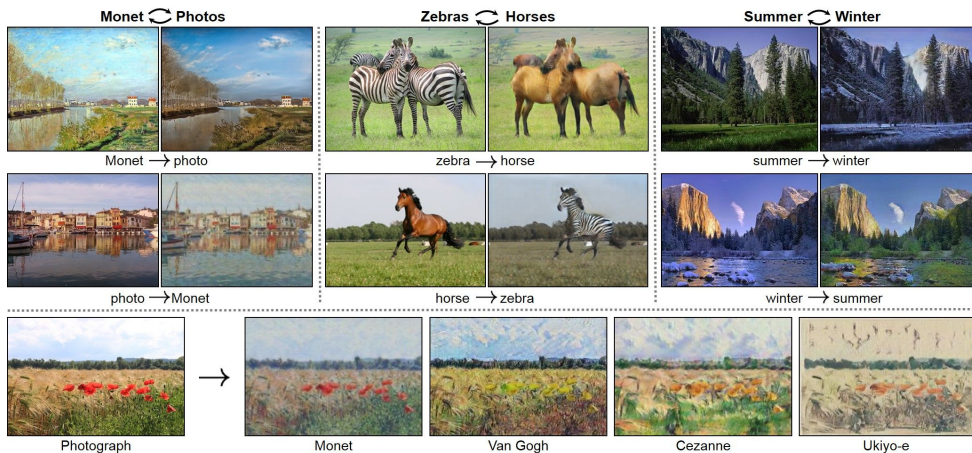 Monet Photos
Zebras Horses
Summer Winter
Monet → photo
zebra → horse
summer → winter
photo → Monet
horse → zebra
winter → summer
Photograph
Monet
Van Gogh
Cezanne
Ukiyo-e